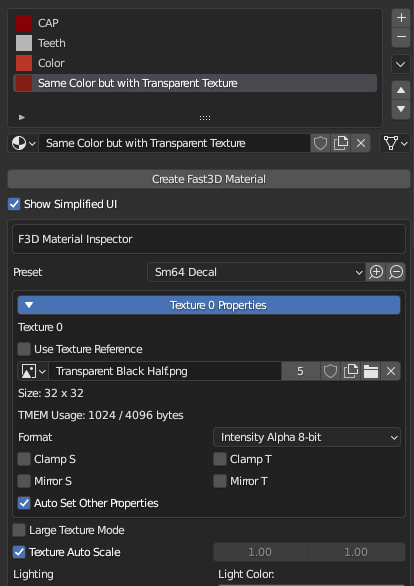 CAP
Teeth
Color
Same Color but with Transparent Texture
Same Color but with Transparent Texture
Create Fast3D Material
Show Simplified UI
F3D Material Inspector
Preset Sm64 Decal
Texture 0 Properties
Texture 0
Use Texture Reference
Transparent Black Half.png 5
Size: 32 x 32
TMEM Usage: 1024 / 4096 bytes
Format Intensity Alpha 8-bit
Clamp S Clamp T
Mirror S Mirror T
Auto Set Other Properties
Large Texture Mode
Texture Auto Scale 1.00 1.00
Lighting Light Color: